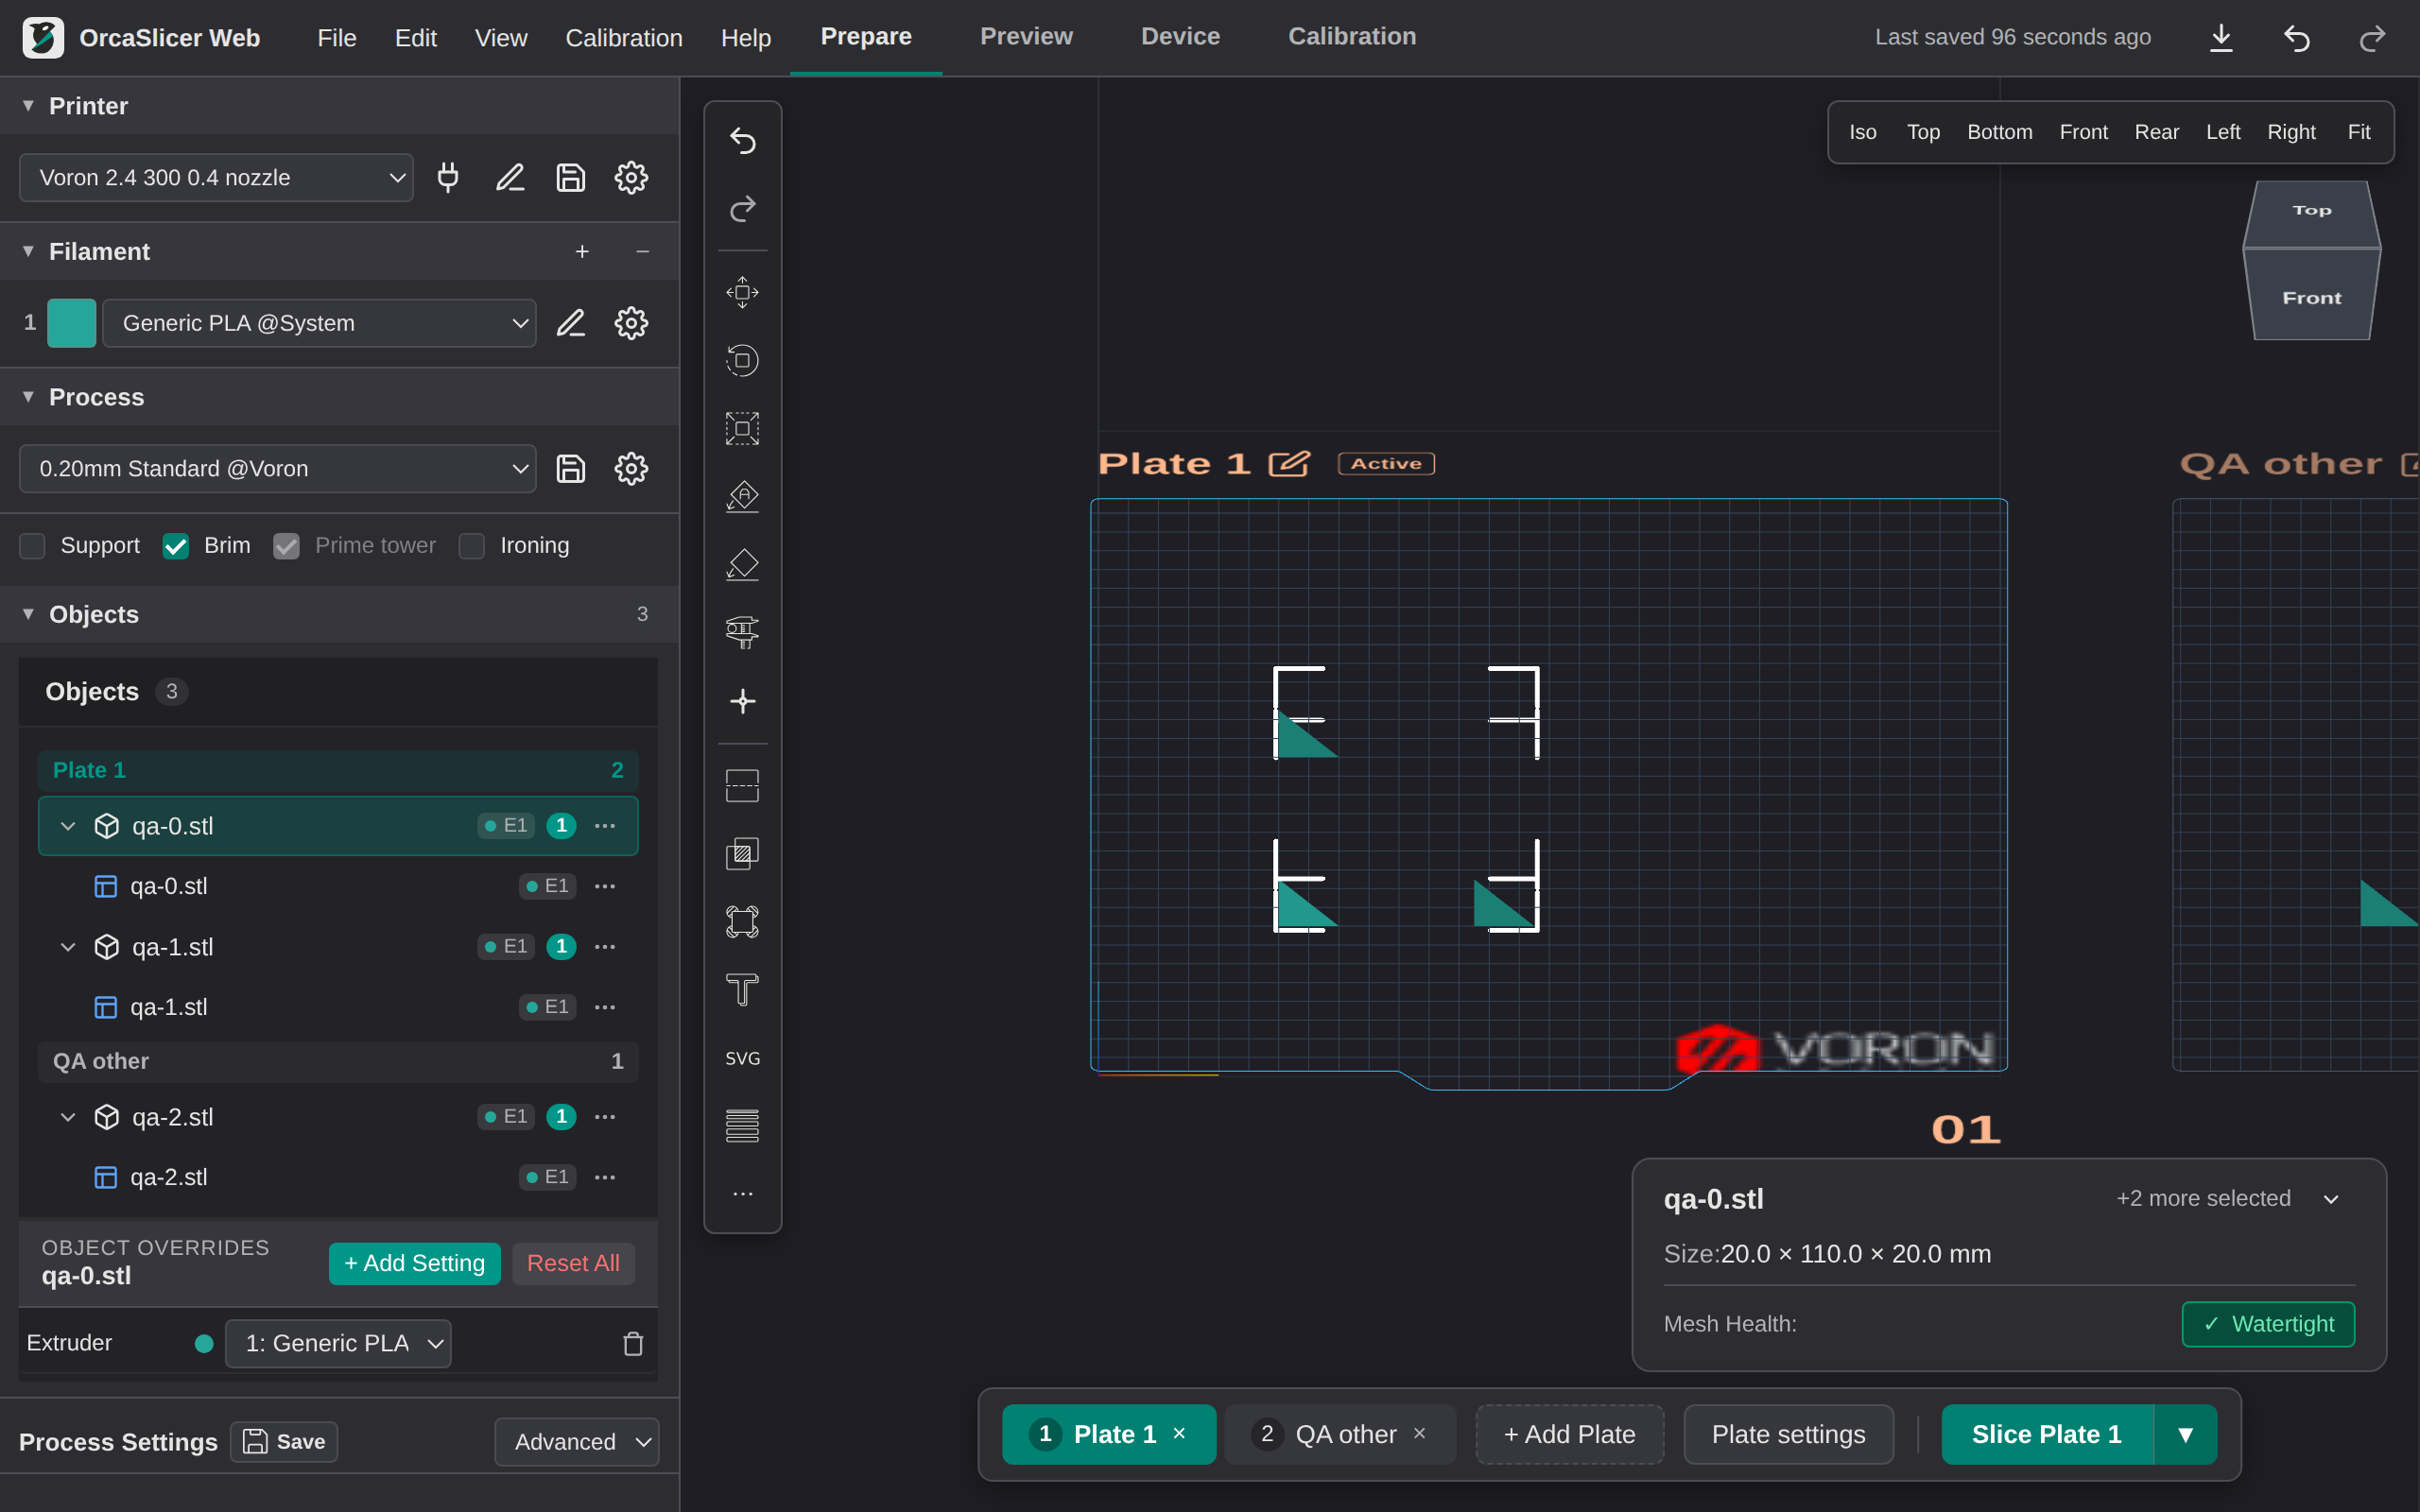 OrcaSlicer Web File Edit View Calibration Help Prepare Preview Device Calibration Last saved 96 seconds ago
Printer
Voron 2.4 300 0.4 nozzle
Filament + −
1 Generic PLA @System
Process
0.20mm Standard @Voron
Support Brim Prime tower Ironing
Objects 3
Objects 3
Plate 1 2
qa-0.stl E1 1 ...
qa-0.stl E1 ...
qa-1.stl E1 1 ...
qa-1.stl E1 ...
QA other 1
qa-2.stl E1 1 ...
qa-2.stl E1 ...
OBJECT OVERRIDES
qa-0.stl
+ Add Setting Reset All
Extruder 1: Generic PLA
Process Settings Save Advanced
SVG
...
Iso Top Bottom Front Rear Left Right Fit
Top
Front
Plate 1 Active
QA other
VORON
01
qa-0.stl +2 more selected
Size:20.0 × 110.0 × 20.0 mm
Mesh Health: ✓ Watertight
1 Plate 1 × 2 QA other × + Add Plate Plate settings Slice Plate 1 ▼